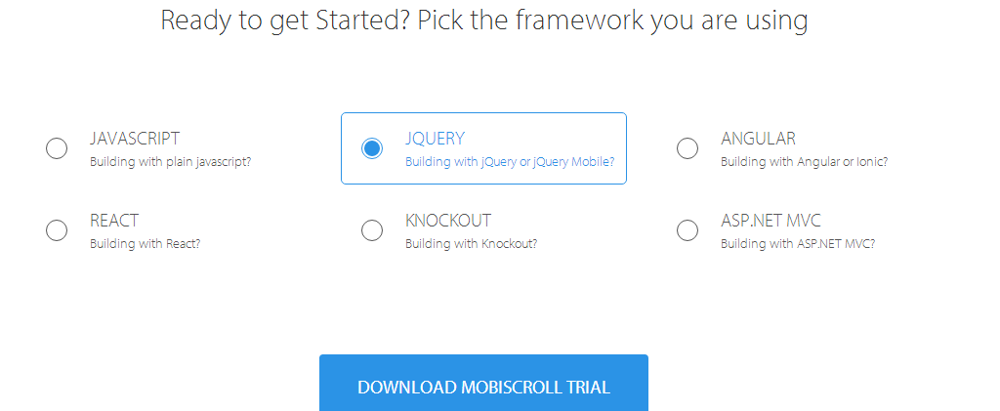 Ready to get Started? Pick the framework you are using
JAVASCRIPT
Building with plain javascript?
JQUERY
Building with jQuery or jQuery Mobile?
ANGULAR
Building with Angular or Ionic?
REACT
Building with React?
KNOCKOUT
Building with Knockout?
ASP.NET MVC
Building with ASP.NET MVC?
DOWNLOAD MOBISCROLL TRIAL